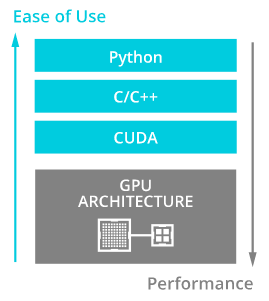 Ease of Use
Python
C/C++
CUDA
GPU
ARCHITECTURE
Performance